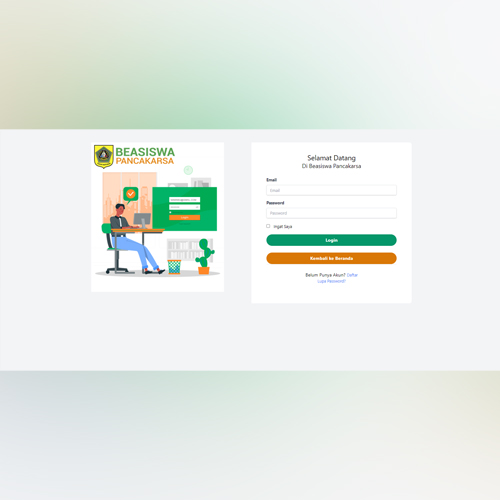 BEASISWA
PANCAKARSA
Selamat Datang
Di Beasiswa Pancakarsa
Email
Email
Password
Password
Ingat Saya
Login
Kembali ke Beranda
Belum Punya Akun? Daftar
Lupa Password?